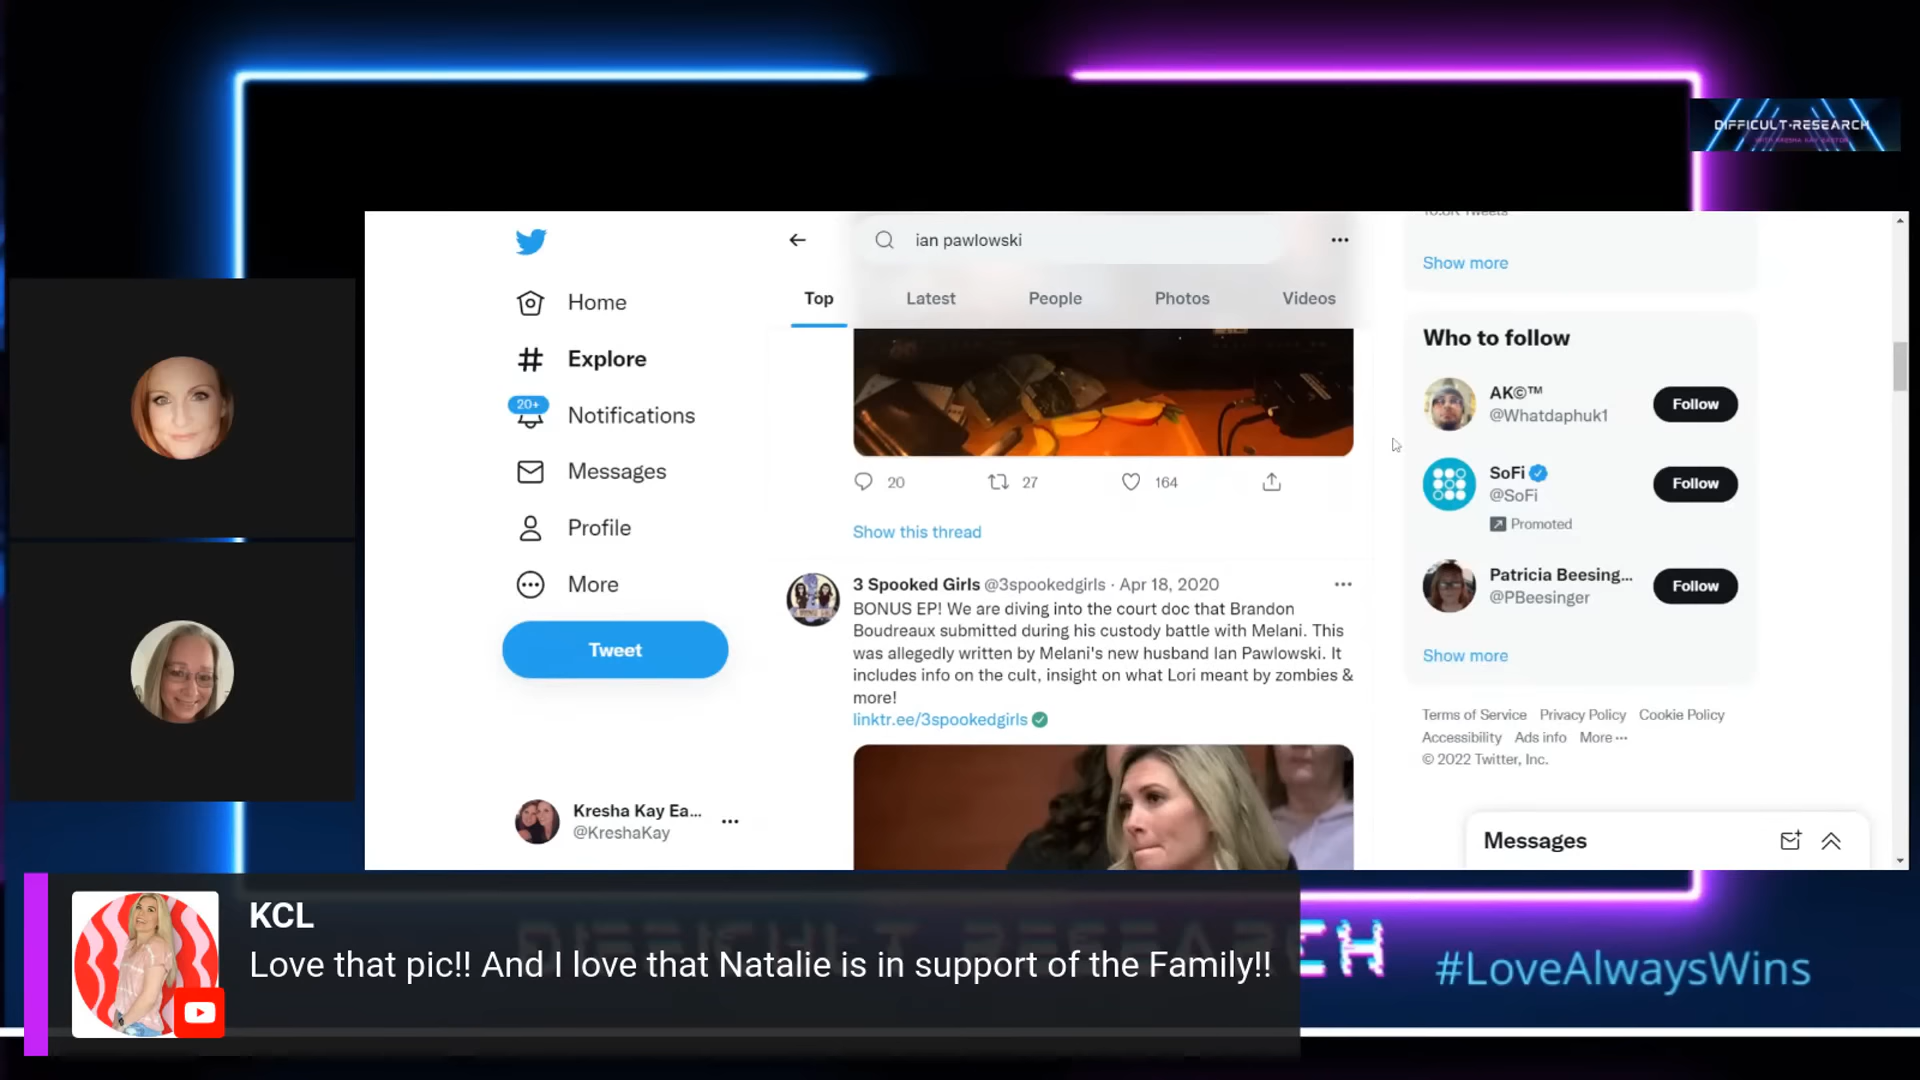 DIFFICULT·RESEARCH
ian pawlowski
Top
Latest
People
Photos
Videos
Home
Explore
20+
Notifications
Messages
Profile
More
Tweet
Kresha Kay Ea...
@KreshaKay
20
27
164
Show this thread
3 Spooked Girls @3spookedgirls · Apr 18, 2020
BONUS EP! We are diving into the court doc that Brandon
Boudreaux submitted during his custody battle with Melani. This
was allegedly written by Melani's new husband Ian Pawlowski. It
includes info on the cult, insight on what Lori meant by zombies &
more!
linktr.ee/3spookedgirls
Show more
Who to follow
AK©™
@Whatdaphuk1
Follow
SoFi
@SoFi
Follow
Promoted
Patricia Beesing...
@PBeesinger
Follow
Show more
Terms of Service Privacy Policy Cookie Policy
Accessibility Ads info More ···
© 2022 Twitter, Inc.
Messages
KCL
Love that pic!! And I love that Natalie is in support of the Family!!
DIFFICULT RESEARCH
#LoveAlwaysWins